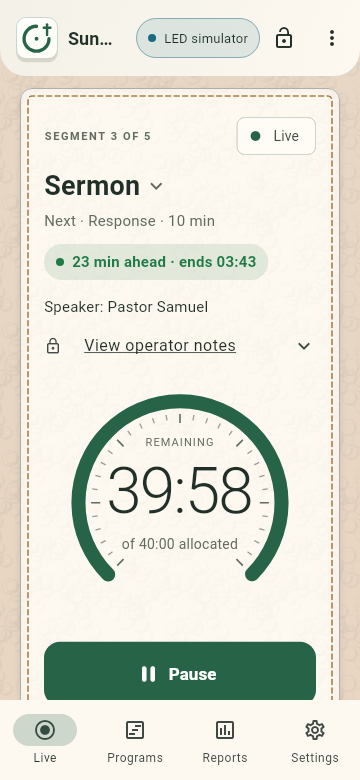 Sun…
LED simulator
SEGMENT 3 OF 5
Live
Sermon
Next · Response · 10 min
23 min ahead · ends 03:43
Speaker: Pastor Samuel
View operator notes
REMAINING
39:58
of 40:00 allocated
Pause
Live
Programs
Reports
Settings